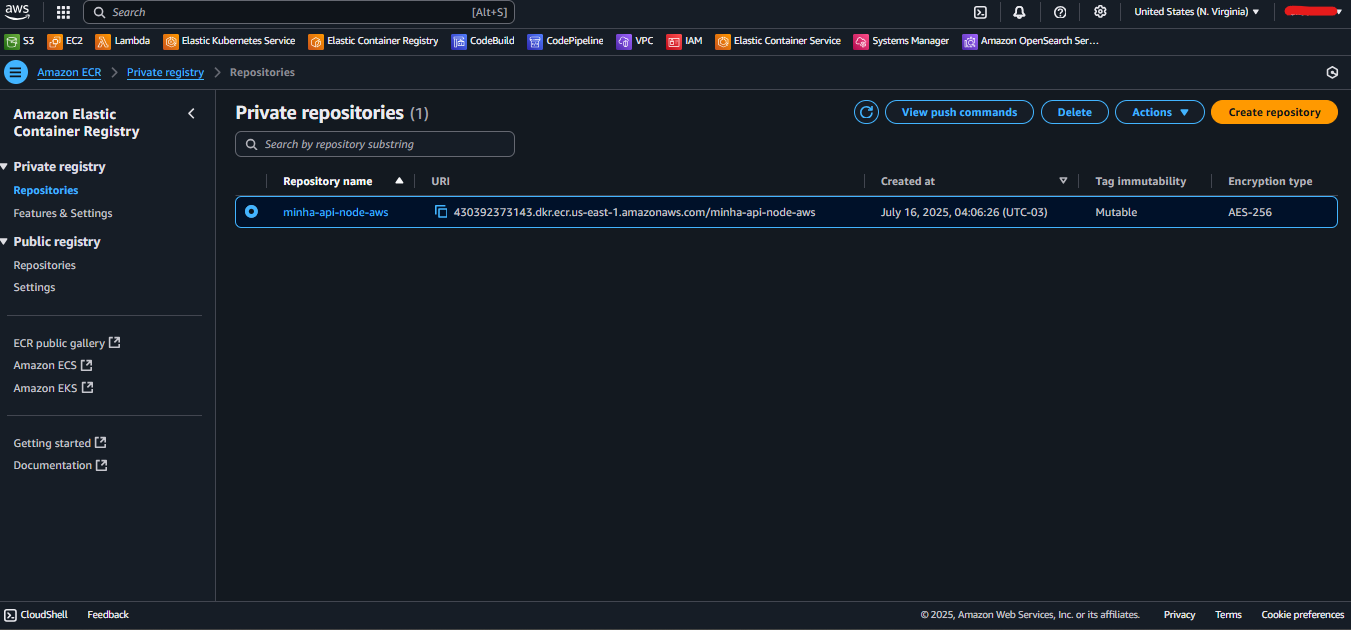 aws Search [Alt+S] United States (N. Virginia)
S3 EC2 Lambda Elastic Kubernetes Service Elastic Container Registry CodeBuild CodePipeline VPC IAM Elastic Container Service Systems Manager Amazon OpenSearch Ser...
Amazon ECR Private registry Repositories
Amazon Elastic
Container Registry
Private registry
Repositories
Features & Settings
Public registry
Repositories
Settings
ECR public gallery
Amazon ECS
Amazon EKS
Getting started
Documentation
Private repositories (1)
View push commands Delete Actions Create repository
Search by repository substring
Repository name URI Created at Tag immutability Encryption type
minha-api-node-aws 430392373143.dkr.ecr.us-east-1.amazonaws.com/minha-api-node-aws July 16, 2025, 04:06:26 (UTC-03) Mutable AES-256
CloudShell Feedback © 2025, Amazon Web Services, Inc. or its affiliates. Privacy Terms Cookie preferences